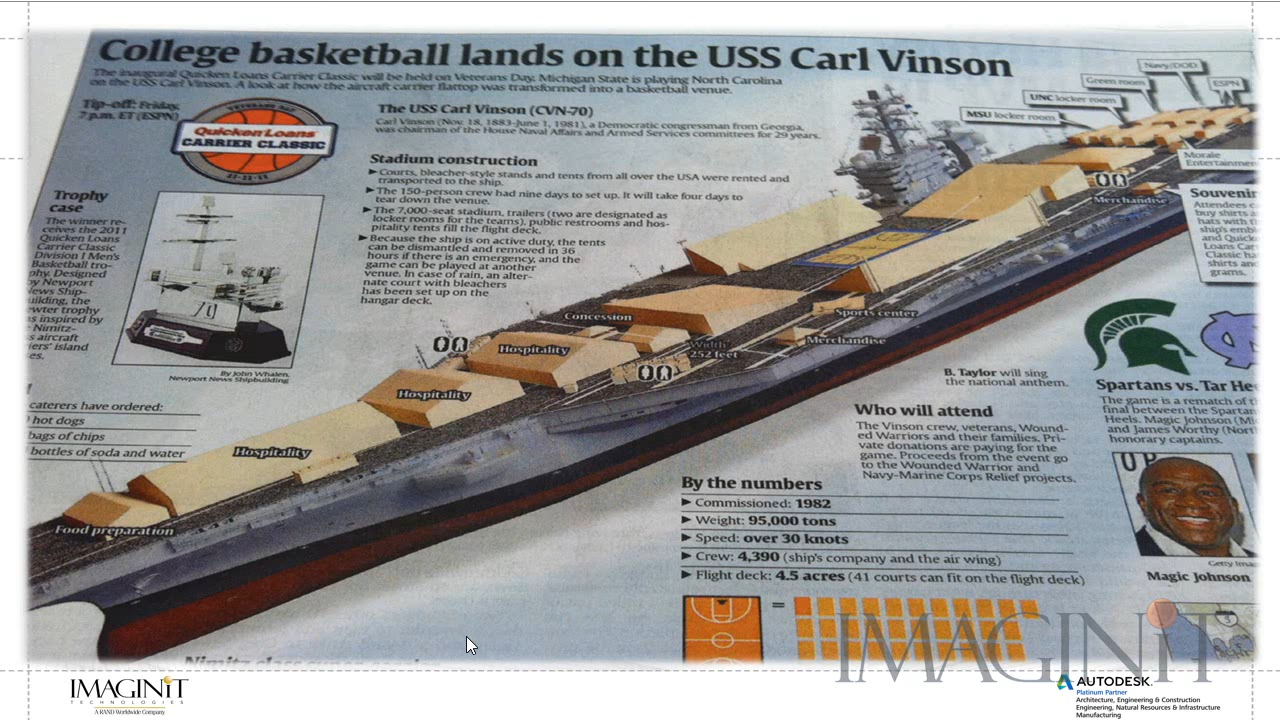 College basketball lands on the USS Carl Vinson
The inaugural Quicken Loans Carrier Classic will be held on Veterans Day. Michigan State is playing North Carolina
on the USS Carl Vinson. A look at how the aircraft carrier flattop was transformed into a basketball venue.
Tip-off: Friday,
7 p.m. ET (ESPN)
VETERANS DAY
Quicken Loans
CARRIER CLASSIC
11-11-11
The USS Carl Vinson (CVN-70)
Carl Vinson (Nov. 18, 1883-June 1, 1981), a Democratic congressman from Georgia,
was chairman of the House Naval Affairs and Armed Services committees for 29 years.
Stadium construction
Courts, bleacher-style stands and tents from all over the USA were rented and
transported to the ship.
The 150-person crew had nine days to set up. It will take four days to
tear down the venue.
The 7,000-seat stadium, trailers (two are designated as
locker rooms for the teams), public restrooms and hos-
pitality tents fill the flight deck.
Because the ship is on active duty, the tents
can be dismantled and removed in 36
hours if there is an emergency, and the
game can be played at another
venue. In case of rain, an alter-
nate court with bleachers
has been set up on the
hangar deck.
Trophy
case
The winner re-
ceives the 2011
Quicken Loans
Carrier Classic
Division I Men's
Basketball tro-
phy. Designed
by Newport
News Ship-
uilding, the
ewter trophy
s inspired by
Nimitz-
s aircraft
iers' island
es.
70
By John Whalen,
Newport News Shipbuilding
caterers have ordered:
hot dogs
bags of chips
bottles of soda and water
Navy/DOD
Green room
ESPN
UNC locker room
MSU locker room
Morale
Entertainmen
Merchandise
Souvenir
Attendees c
buy shirts a
hats with th
ship's emb
and Quick
Loans Car
Classic ha
shirts and
grams.
Concession
Sports center
Merchandise
Width
252 feet
Hospitality
Hospitality
Hospitality
Food preparation
B. Taylor will sing
the national anthem.
Spartans vs. Tar Hee
The game is a rematch of t
final between the Spartan
Heels. Magic Johnson (Mi
and James Worthy (Nort
honorary captains.
Who will attend
The Vinson crew, veterans, Wound-
ed Warriors and their families. Pri-
vate donations are paying for the
game. Proceeds from the event go
to the Wounded Warrior and
Navy-Marine Corps Relief projects.
By the numbers
Commissioned: 1982
Weight: 95,000 tons
Speed: over 30 knots
Crew: 4,390 (ship's company and the air wing)
Flight deck: 4.5 acres (41 courts can fit on the flight deck)
=
Getty Ima
Magic Johnson
IMAGINiT
IMAGINiT
TECHNOLOGIES
A RAND Worldwide Company
AUTODESK.
Platinum Partner
Architecture, Engineering & Construction
Engineering, Natural Resources & Infrastructure
Manufacturing